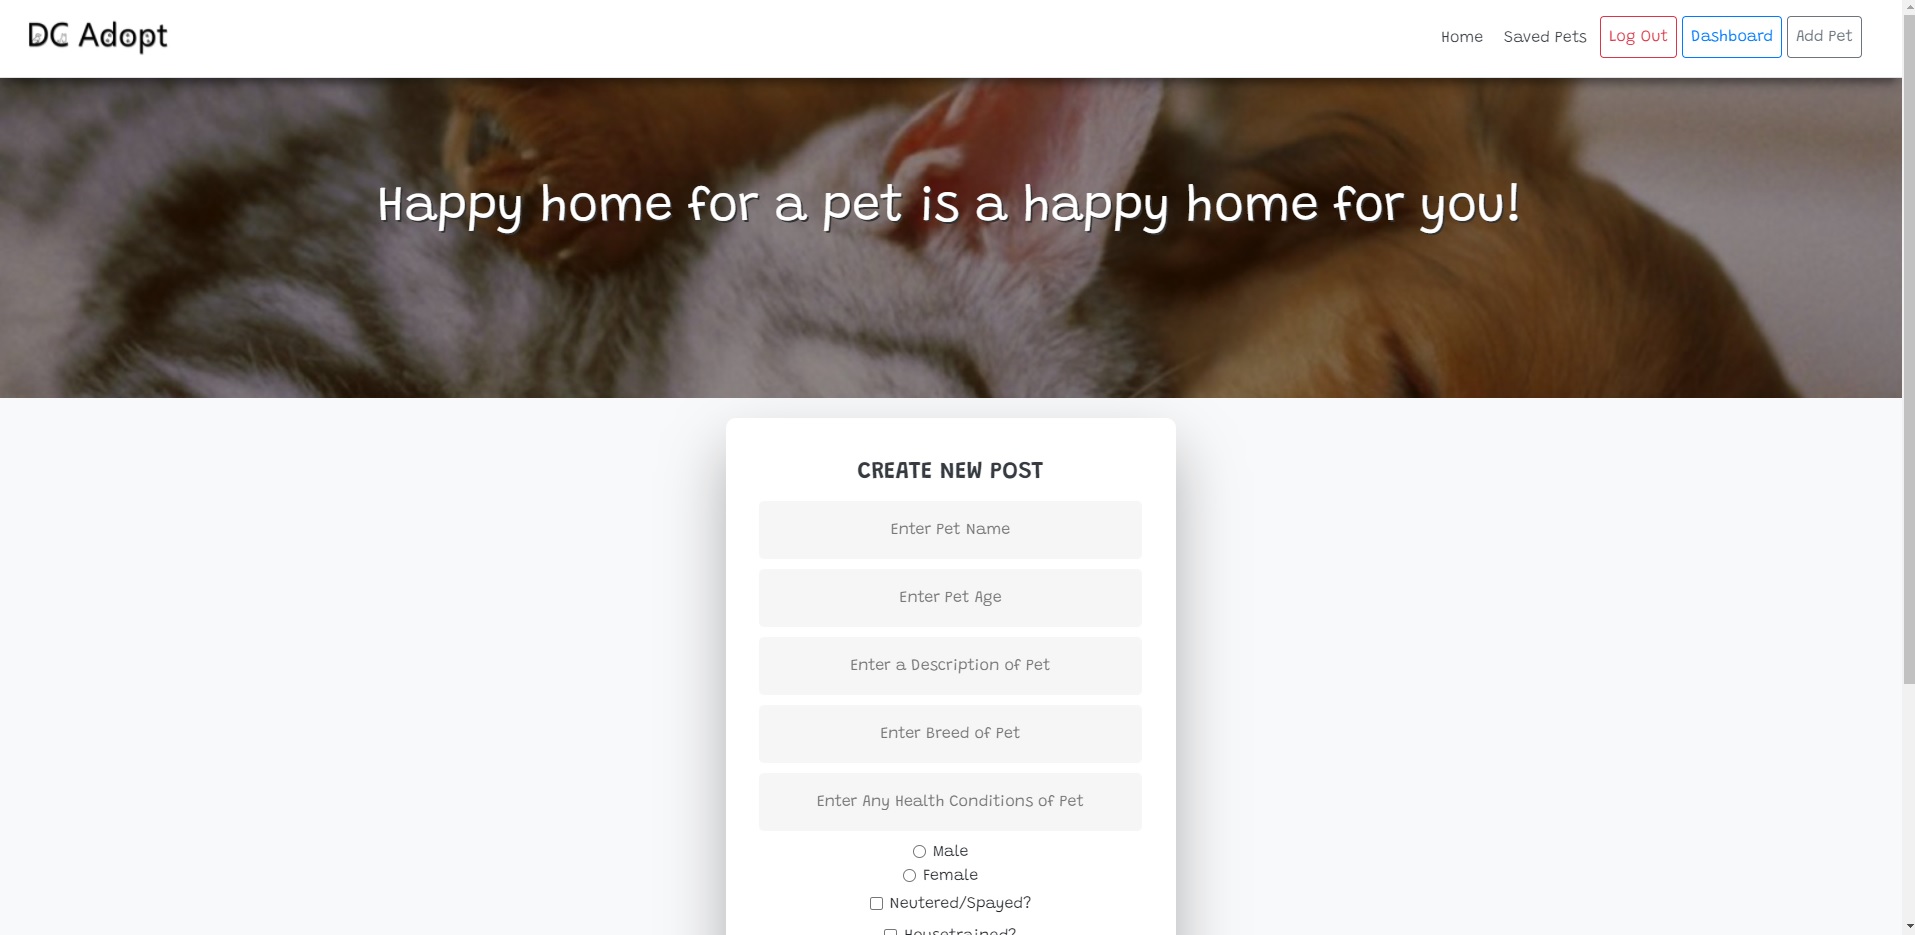 DC Adopt
Home Saved Pets Log Out Dashboard Add Pet
Happy home for a pet is a happy home for you!
CREATE NEW POST
Enter Pet Name
Enter Pet Age
Enter a Description of Pet
Enter Breed of Pet
Enter Any Health Conditions of Pet
Male
Female
Neutered/Spayed?
Housetrained?